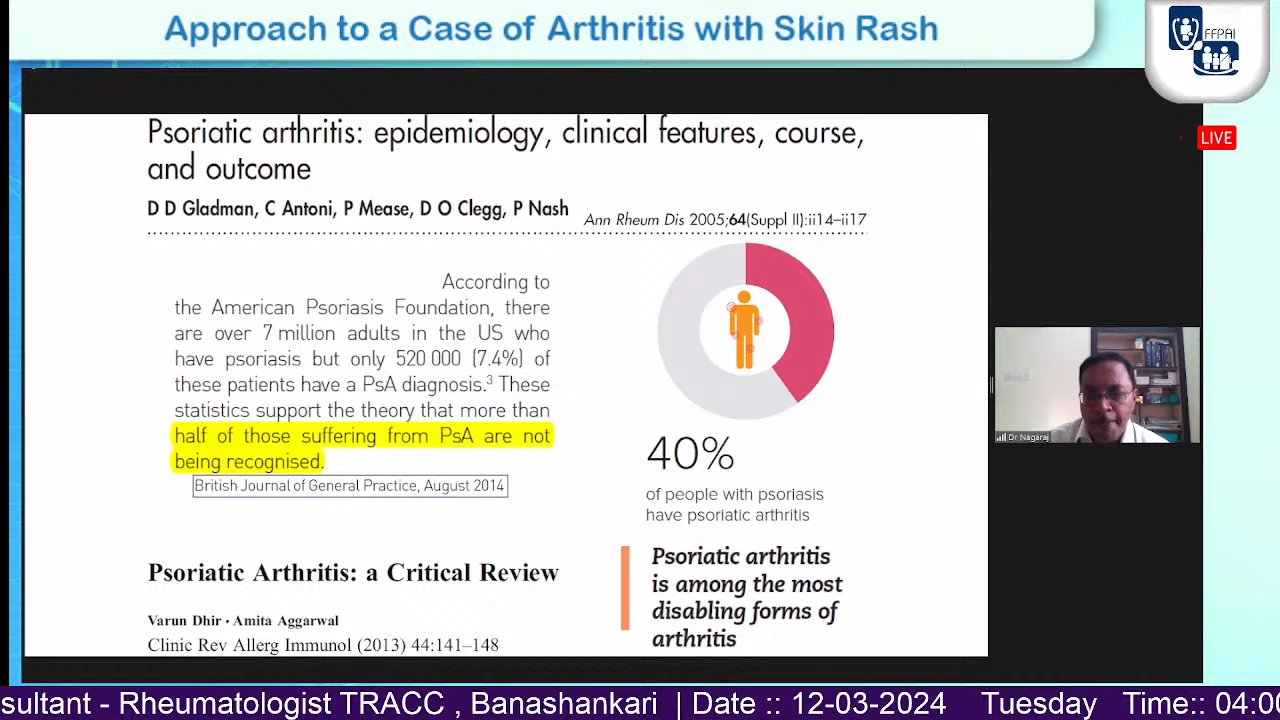 Approach to a Case of Arthritis with Skin Rash
FFPAI
LIVE
Psoriatic arthritis: epidemiology, clinical features, course,
and outcome
D D Gladman, C Antoni, P Mease, D O Clegg, P Nash
Ann Rheum Dis 2005;64(Suppl II):ii14–ii17
According to
the American Psoriasis Foundation, there
are over 7 million adults in the US who
have psoriasis but only 520 000 (7.4%) of
these patients have a PsA diagnosis.3 These
statistics support the theory that more than
half of those suffering from PsA are not
being recognised.
British Journal of General Practice, August 2014
40%
of people with psoriasis
have psoriatic arthritis
Psoriatic Arthritis: a Critical Review
Varun Dhir · Amita Aggarwal
Clinic Rev Allerg Immunol (2013) 44:141–148
Psoriatic arthritis
is among the most
disabling forms of
arthritis
Dr Nagaraj
sultant - Rheumatologist TRACC , Banashankari | Date :: 12-03-2024 Tuesday Time:: 04:00